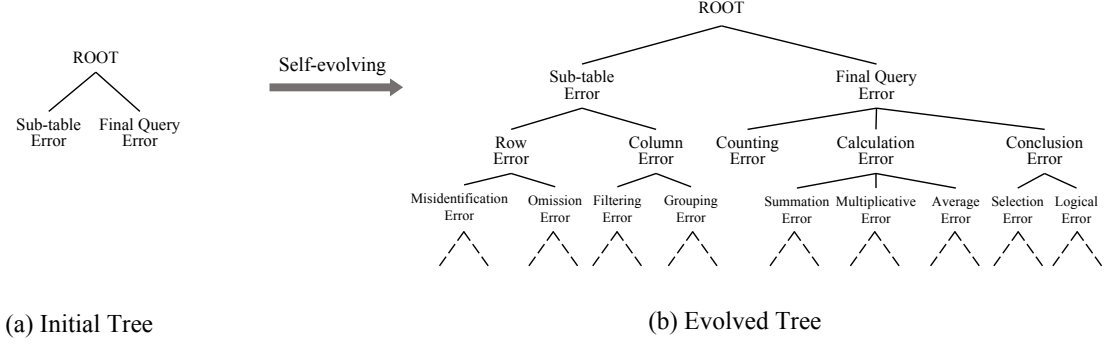 ROOT
Sub-table Error
Final Query Error
(a) Initial Tree
Self-evolving
ROOT
Sub-table Error
Final Query Error
Row Error
Column Error
Counting Error
Calculation Error
Conclusion Error
Misidentification Error
Omission Error
Filtering Error
Grouping Error
Summation Error
Multiplicative Error
Average Error
Selection Error
Logical Error
(b) Evolved Tree